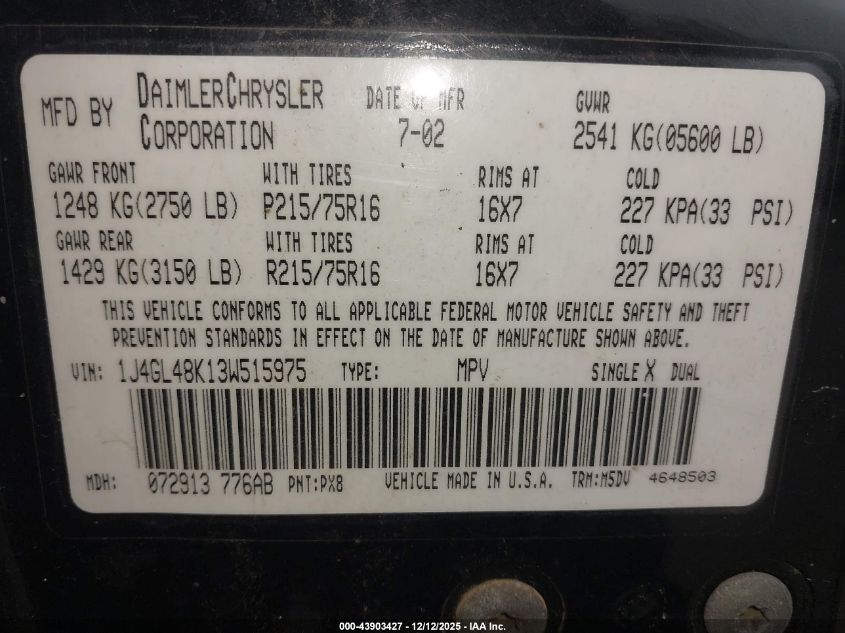 MFD BY DAIMLERCHRYSLER CORPORATION DATE OF MFR 7-02 GVWR 2541 KG(05600 LB)
GAWR FRONT WITH TIRES RIMS AT COLD
1248 KG(2750 LB) P215/75R16 16X7 227 KPA(33 PSI)
GAWR REAR WITH TIRES RIMS AT COLD
1429 KG(3150 LB) R215/75R16 16X7 227 KPA(33 PSI)
THIS VEHICLE CONFORMS TO ALL APPLICABLE FEDERAL MOTOR VEHICLE SAFETY AND THEFT
PREVENTION STANDARDS IN EFFECT ON THE DATE OF MANUFACTURE SHOWN ABOVE.
VIN: 1J4GL48K13W515975 TYPE: MPV SINGLE X DUAL
MDH: 072913 776AB PNT:PX8 VEHICLE MADE IN U.S.A. TRM:M5DV 4648503
000-43903427 - 12/12/2025 - IAA Inc.